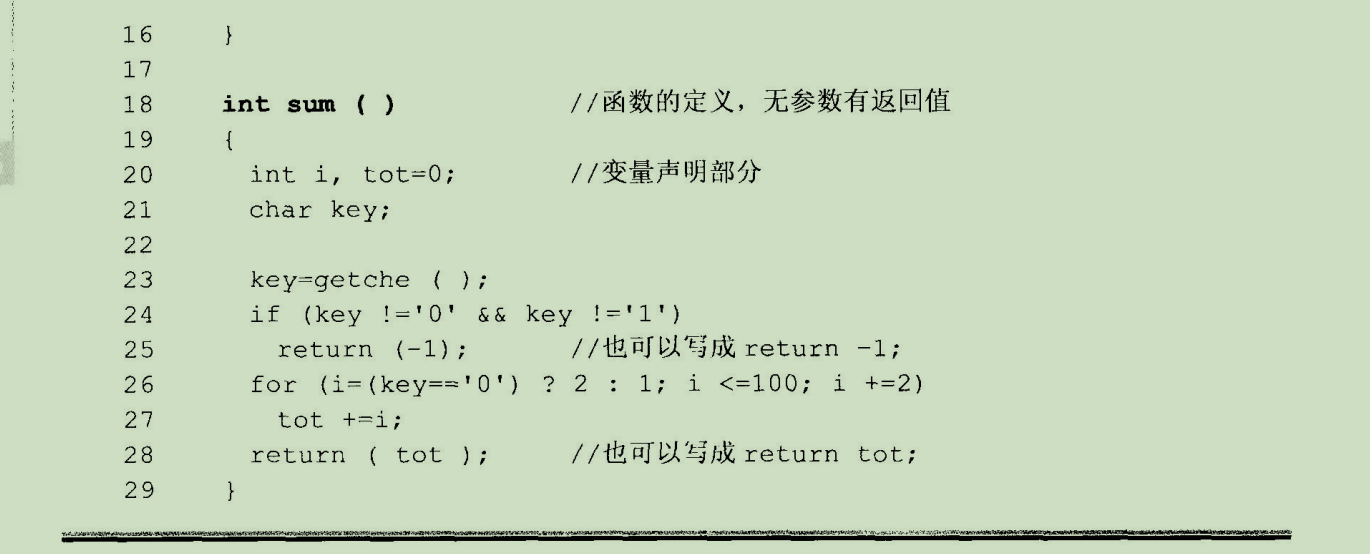 16 }
17
18 int sum ( ) //函数的定义，无参数有返回值
19 {
20 int i, tot=0; //变量声明部分
21 char key;
22
23 key=getche ( );
24 if (key !='0' && key !='1')
25 return (-1); //也可以写成 return -1;
26 for (i=(key=='0') ? 2 : 1; i <=100; i +=2)
27 tot +=i;
28 return ( tot ); //也可以写成 return tot;
29 }